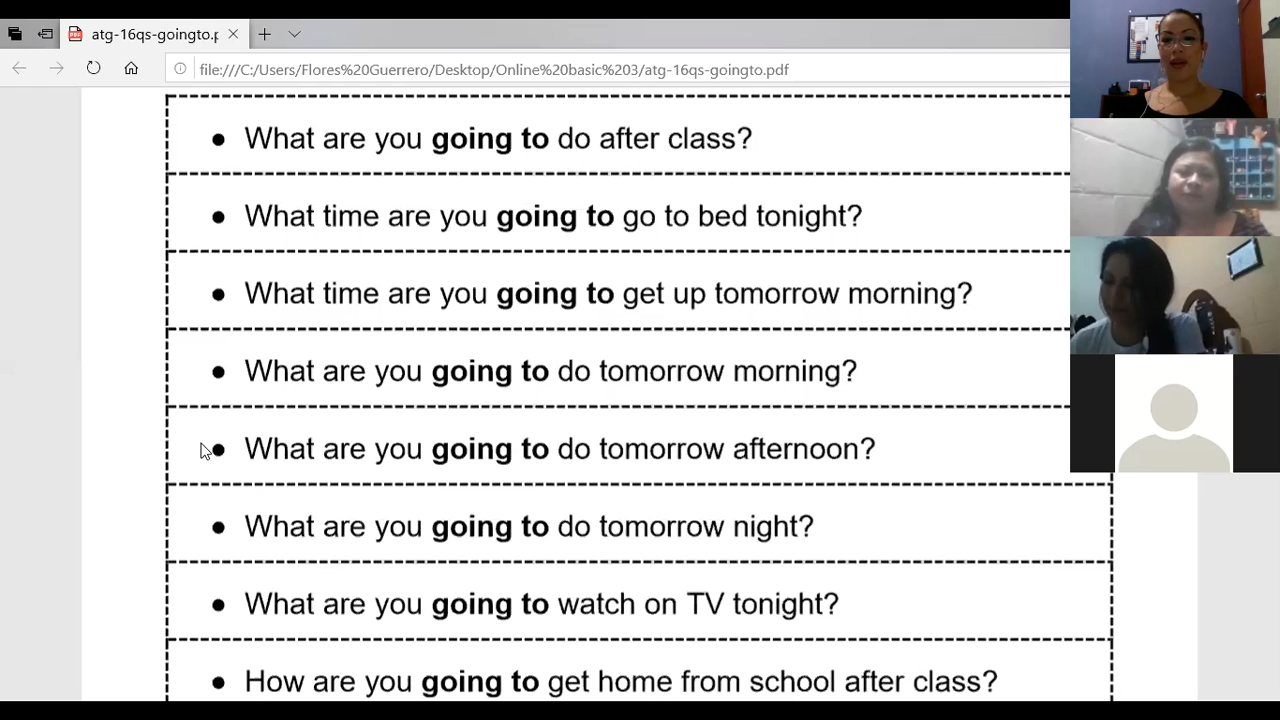 atg-16qs-goingto.p
file:///C:/Users/Flores%20Guerrero/Desktop/Online%20basic%203/atg-16qs-goingto.pdf
● What are you going to do after class?
● What time are you going to go to bed tonight?
● What time are you going to get up tomorrow morning?
● What are you going to do tomorrow morning?
● What are you going to do tomorrow afternoon?
● What are you going to do tomorrow night?
● What are you going to watch on TV tonight?
● How are you going to get home from school after class?